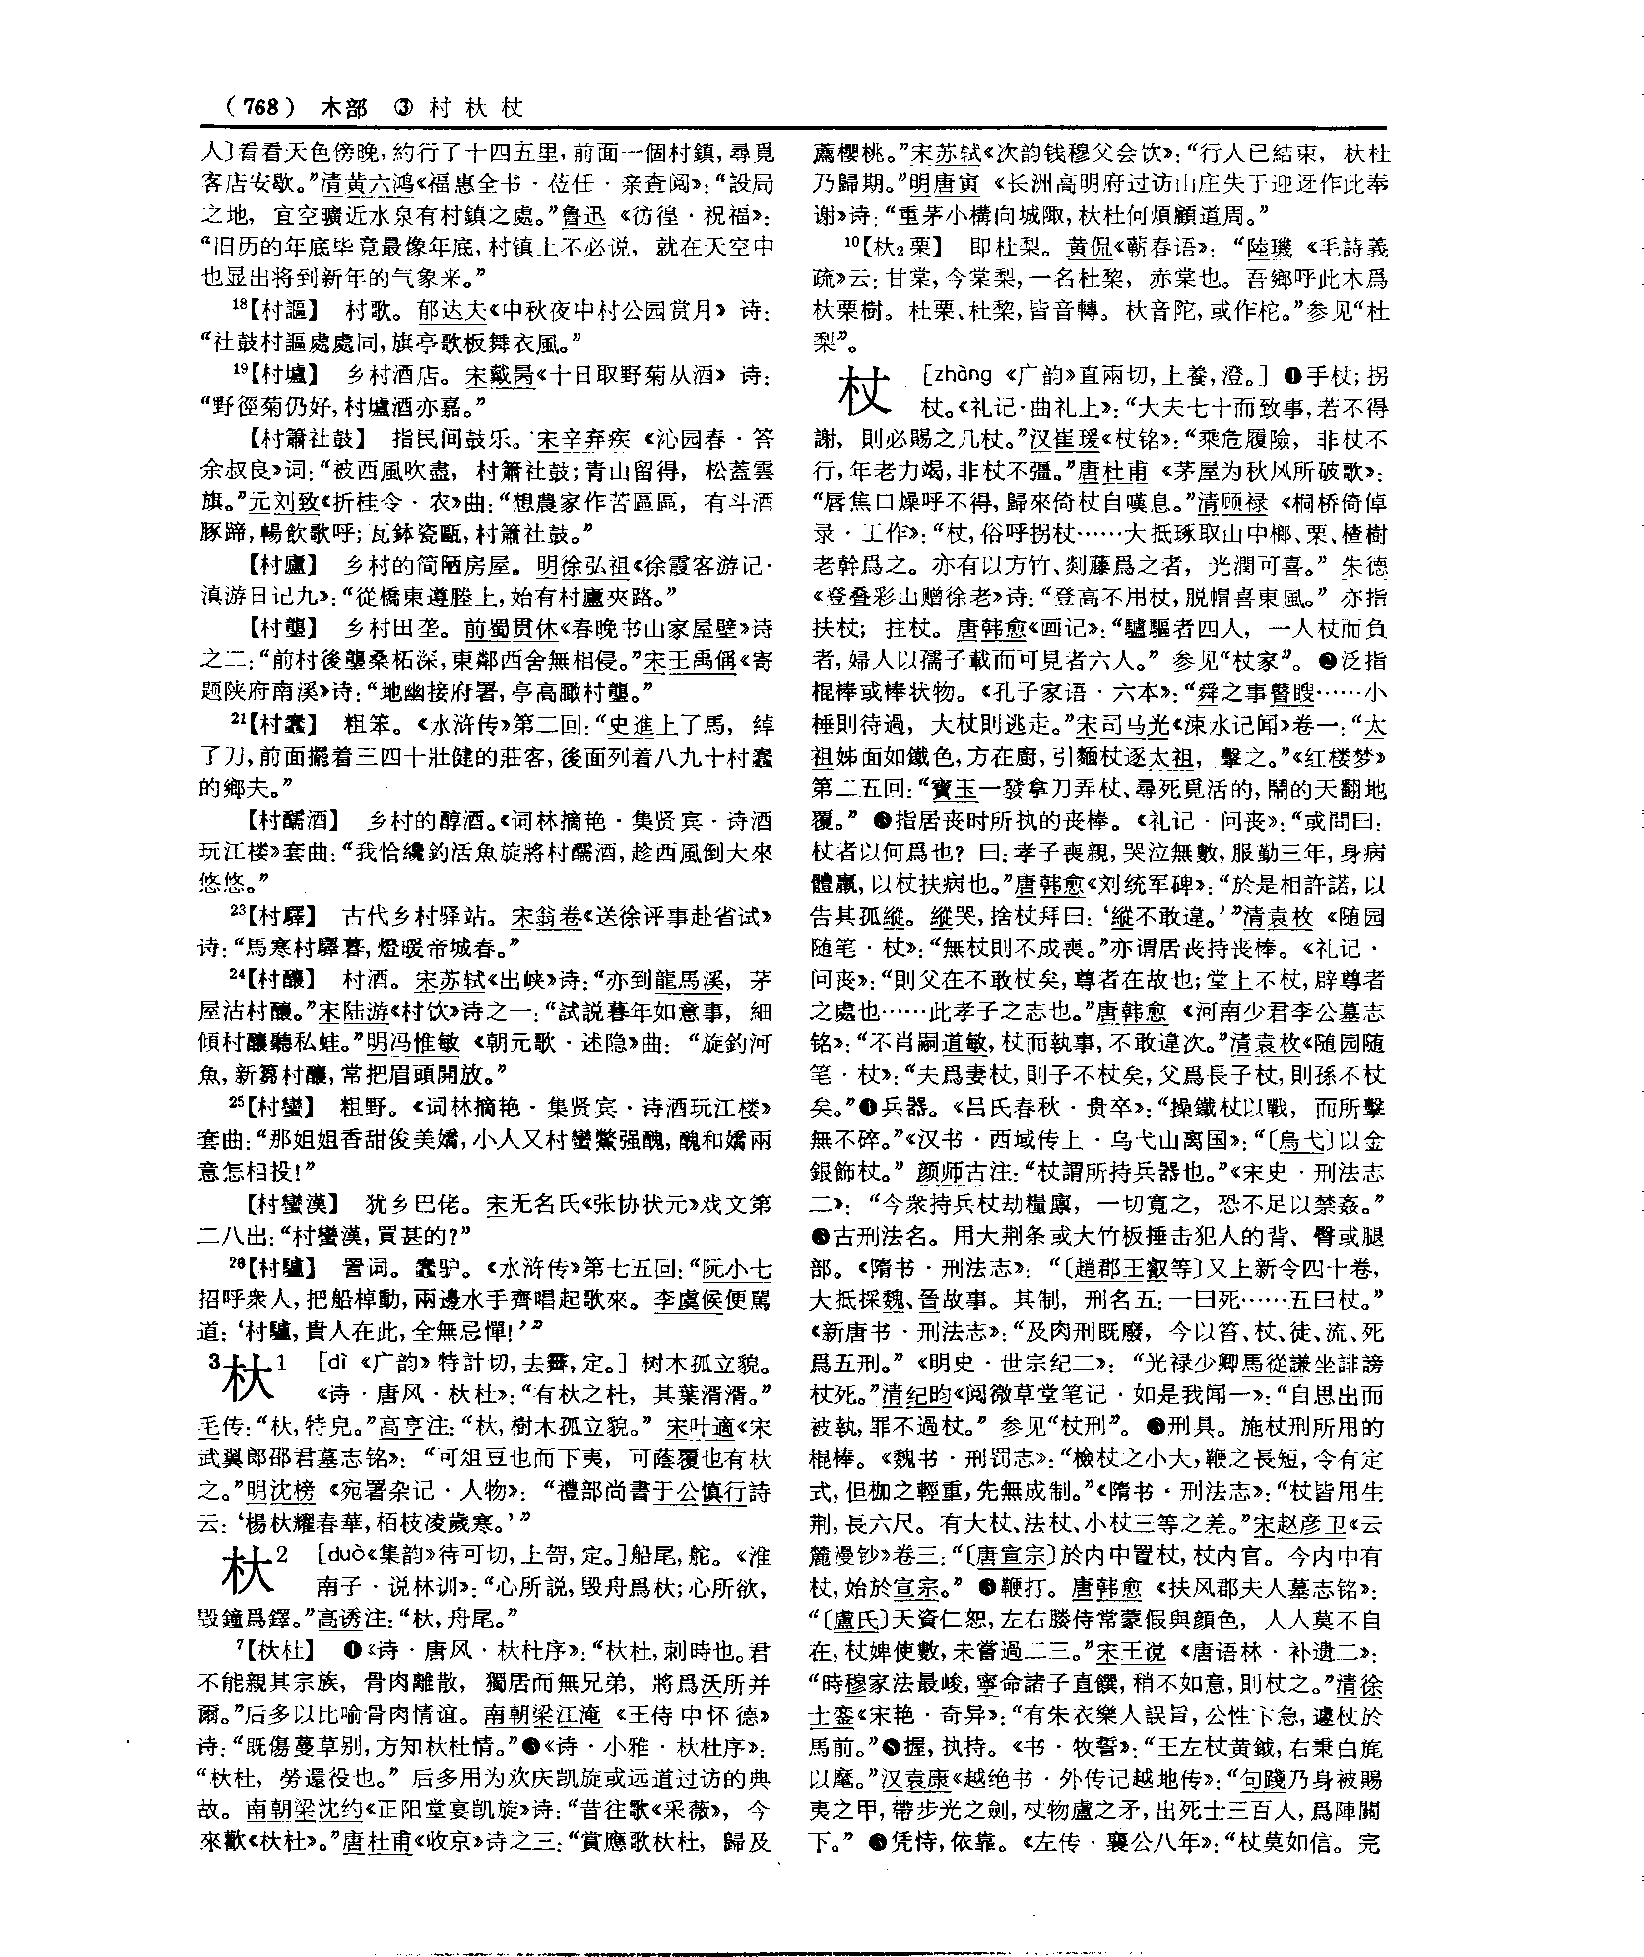 （768） 木部 ③ 村 杕 杖
人〕看看天色傍晚，約行了十四五里，前面一個村鎮，尋覓
客店安歇。”清黄六鸿《福惠全书·莅任·亲查阅》：“設局
之地，宜空曠近水泉有村鎮之處。”鲁迅《彷徨·祝福》：
“旧历的年底毕竟最像年底，村镇上不必说，就在天空中
也显出将到新年的气象来。”
18【村謳】 村歌。郁达夫《中秋夜中村公园赏月》诗：
“社鼓村謳處處同，旗亭歌板舞衣風。”
19【村壚】 乡村酒店。宋戴昺《十日取野菊从酒》诗：
“野徑菊仍好，村壚酒亦嘉。”
【村簫社鼓】 指民间鼓乐。宋辛弃疾《沁园春·答
余叔良》词：“被西風吹盡，村簫社鼓；青山留得，松蓋雲
旗。”元刘致《折桂令·农》曲：“想農家作苦區區，有斗酒
豚蹄，暢飲歌呼；瓦鉢瓷甌，村簫社鼓。”
【村廬】 乡村的简陋房屋。明徐弘祖《徐霞客游记·
滇游日记九》：“從橋東遵塍上，始有村廬夾路。”
【村壟】 乡村田垄。前蜀贯休《春晚书山家屋壁》诗
之二：“前村後壟桑柘深，東鄰西舍無相侵。”宋王禹偁《寄
题陕府南溪》诗：“地幽接府署，亭高瞰村壟。”
21【村蠢】 粗笨。《水浒传》第二回：“史進上了馬，綽
了刀，前面擺着三四十壯健的莊客，後面列着八九十村蠢
的鄉夫。”
【村醹酒】 乡村的醇酒。《词林摘艳·集贤宾·诗酒
玩江楼》套曲：“我恰纔釣活魚旋將村醹酒，趁西風倒大來
悠悠。”
23【村驛】 古代乡村驿站。宋翁卷《送徐评事赴省试》
诗：“馬寒村驛暮，燈暖帝城春。”
24【村釀】 村酒。宋苏轼《出峡》诗：“亦到龍馬溪，茅
屋沽村釀。”宋陆游《村饮》诗之一：“試説暮年如意事，細
傾村釀聽私蛙。”明冯惟敏《朝元歌·述隐》曲：“旋釣河
魚，新篘村釀，常把眉頭開放。”
25【村蠻】 粗野。《词林摘艳·集贤宾·诗酒玩江楼》
套曲：“那姐姐香甜俊美嬌，小人又村蠻鱉强醜，醜和嬌兩
意怎相投！”
【村蠻漢】 犹乡巴佬。宋无名氏《张协状元》戏文第
二八出：“村蠻漢，買甚的？”
26【村驢】 詈词。蠢驴。《水浒传》第七五回：“阮小七
招呼衆人，把船棹動，兩邊水手齊唱起歌來。李虞候便駡
道：‘村驢，貴人在此，全無忌憚！’”
3杕1 ［dì《广韵》特計切，去霽，定。］树木孤立貌。
《诗·唐风·杕杜》：“有杕之杜，其葉湑湑。”
毛传：“杕，特皃。”高亨注：“杕，樹木孤立貌。”宋叶適《宋
武翼郎邵君墓志铭》：“可俎豆也而下夷，可蔭覆也有杕
之。”明沈榜《宛署杂记·人物》：“禮部尚書于公慎行詩
云：‘楊杕耀春華，栢枝凌歲寒。’”
杕2 ［duò《集韵》待可切，上哿，定。］船尾，舵。《淮
南子·说林训》：“心所説，毁舟爲杕；心所欲，
毁鐘爲鐸。”高诱注：“杕，舟尾。”
7【杕杜】 ❶《诗·唐风·杕杜序》：“杕杜，刺時也。君
不能親其宗族，骨肉離散，獨居而無兄弟，將爲沃所并
爾。”后多以比喻骨肉情谊。南朝梁江淹《王侍中怀德》
诗：“既傷蔓草别，方知杕杜情。”❷《诗·小雅·杕杜序》：
“杕杜，勞還役也。”后多用为欢庆凯旋或远道过访的典
故。南朝梁沈约《正阳堂宴凯旋》诗：“昔往歌《采薇》，今
來歡《杕杜》。”唐杜甫《收京》诗之三：“賞應歌杕杜，歸及
薦櫻桃。”宋苏轼《次韵钱穆父会饮》：“行人已結束，杕杜
乃歸期。”明唐寅《长洲高明府过访山庄失于迎迓作此奉
谢》诗：“重茅小構向城陬，杕杜何煩顧道周。”
10【杕2栗】 即杜梨。黄侃《蕲春语》：“陸璣《毛詩義
疏》云：甘棠，今棠梨，一名杜棃，赤棠也。吾鄉呼此木爲
杕栗樹。杜栗、杜棃，皆音轉。杕音陀，或作柁。”参见“杜
梨”。
杖 ［zhàng《广韵》直兩切，上養，澄。］❶手杖；拐
杖。《礼记·曲礼上》：“大夫七十而致事，若不得
謝，則必賜之几杖。”汉崔瑗《杖铭》：“乘危履險，非杖不
行，年老力竭，非杖不彊。”唐杜甫《茅屋为秋风所破歌》：
“脣焦口燥呼不得，歸來倚杖自嘆息。”清顾禄《桐桥倚棹
录·工作》：“杖，俗呼拐杖……大抵琢取山中榔、栗、楂樹
老幹爲之。亦有以方竹、剡藤爲之者，光潤可喜。”朱德
《登叠彩山赠徐老》诗：“登高不用杖，脱帽喜東風。”亦指
扶杖；拄杖。唐韩愈《画记》：“驢驅者四人，一人杖而負
者，婦人以孺子載而可見者六人。”参见“杖家”。❷泛指
棍棒或棒状物。《孔子家语·六本》：“舜之事瞽瞍……小
棰則待過，大杖則逃走。”宋司马光《涑水记闻》卷一：“太
祖姊面如鐵色，方在廚，引麵杖逐太祖，擊之。”《红楼梦》
第二五回：“寶玉一發拿刀弄杖、尋死覓活的，鬧的天翻地
覆。”❸指居丧时所执的丧棒。《礼记·问丧》：“或問曰：
杖者以何爲也？曰：孝子喪親，哭泣無數，服勤三年，身病
體羸，以杖扶病也。”唐韩愈《刘统军碑》：“於是相許諾，以
告其孤縱。縱哭，捨杖拜曰：‘縱不敢違。’”清袁枚《随园
随笔·杖》：“無杖則不成喪。”亦谓居丧持丧棒。《礼记·
问丧》：“則父在不敢杖矣，尊者在故也；堂上不杖，辟尊者
之處也……此孝子之志也。”唐韩愈《河南少君李公墓志
铭》：“不肖嗣道敏，杖而執事，不敢違次。”清袁枚《随园随
笔·杖》：“夫爲妻杖，則子不杖矣，父爲長子杖，則孫不杖
矣。”❹兵器。《吕氏春秋·贵卒》：“操鐵杖以戰，而所擊
無不碎。”《汉书·西域传上·乌弋山离国》：“〔烏弋〕以金
銀飾杖。”颜师古注：“杖謂所持兵器也。”《宋史·刑法志
二》：“今衆持兵杖劫糧廪，一切寬之，恐不足以禁姦。”
❺古刑法名。用大荆条或大竹板捶击犯人的背、臀或腿
部。《隋书·刑法志》：“〔趙郡王叡等〕又上新令四十卷，
大抵採魏、晉故事。其制，刑名五：一曰死……五曰杖。”
《新唐书·刑法志》：“及肉刑既廢，今以笞、杖、徒、流、死
爲五刑。”《明史·世宗纪二》：“光禄少卿馬從謙坐誹謗
杖死。”清纪昀《阅微草堂笔记·如是我闻一》：“自思出而
被執，罪不過杖。”参见“杖刑”。❻刑具。施杖刑所用的
棍棒。《魏书·刑罚志》：“檢杖之小大，鞭之長短，令有定
式，但枷之輕重，先無成制。”《隋书·刑法志》：“杖皆用生
荆，長六尺。有大杖、法杖、小杖三等之差。”宋赵彦卫《云
麓漫钞》卷三：“〔唐宣宗〕於内中置杖，杖内官。今内中有
杖，始於宣宗。”❼鞭打。唐韩愈《扶风郡夫人墓志铭》：
“〔盧氏〕天資仁恕，左右媵侍常蒙假與顔色，人人莫不自
在，杖婢使數，未嘗過二三。”宋王谠《唐语林·补遗二》：
“時穆家法最峻，寧命諸子直饌，稍不如意，則杖之。”清徐
士銮《宋艳·奇异》：“有朱衣樂人誤旨，公性卞急，遽杖於
馬前。”❽握，执持。《书·牧誓》：“王左杖黄鉞，右秉白旄
以麾。”汉袁康《越绝书·外传记越地传》：“句踐乃身被賜
夷之甲，帶步光之劍，杖物盧之矛，出死士三百人，爲陣關
下。”❾凭恃，依靠。《左传·襄公八年》：“杖莫如信。完